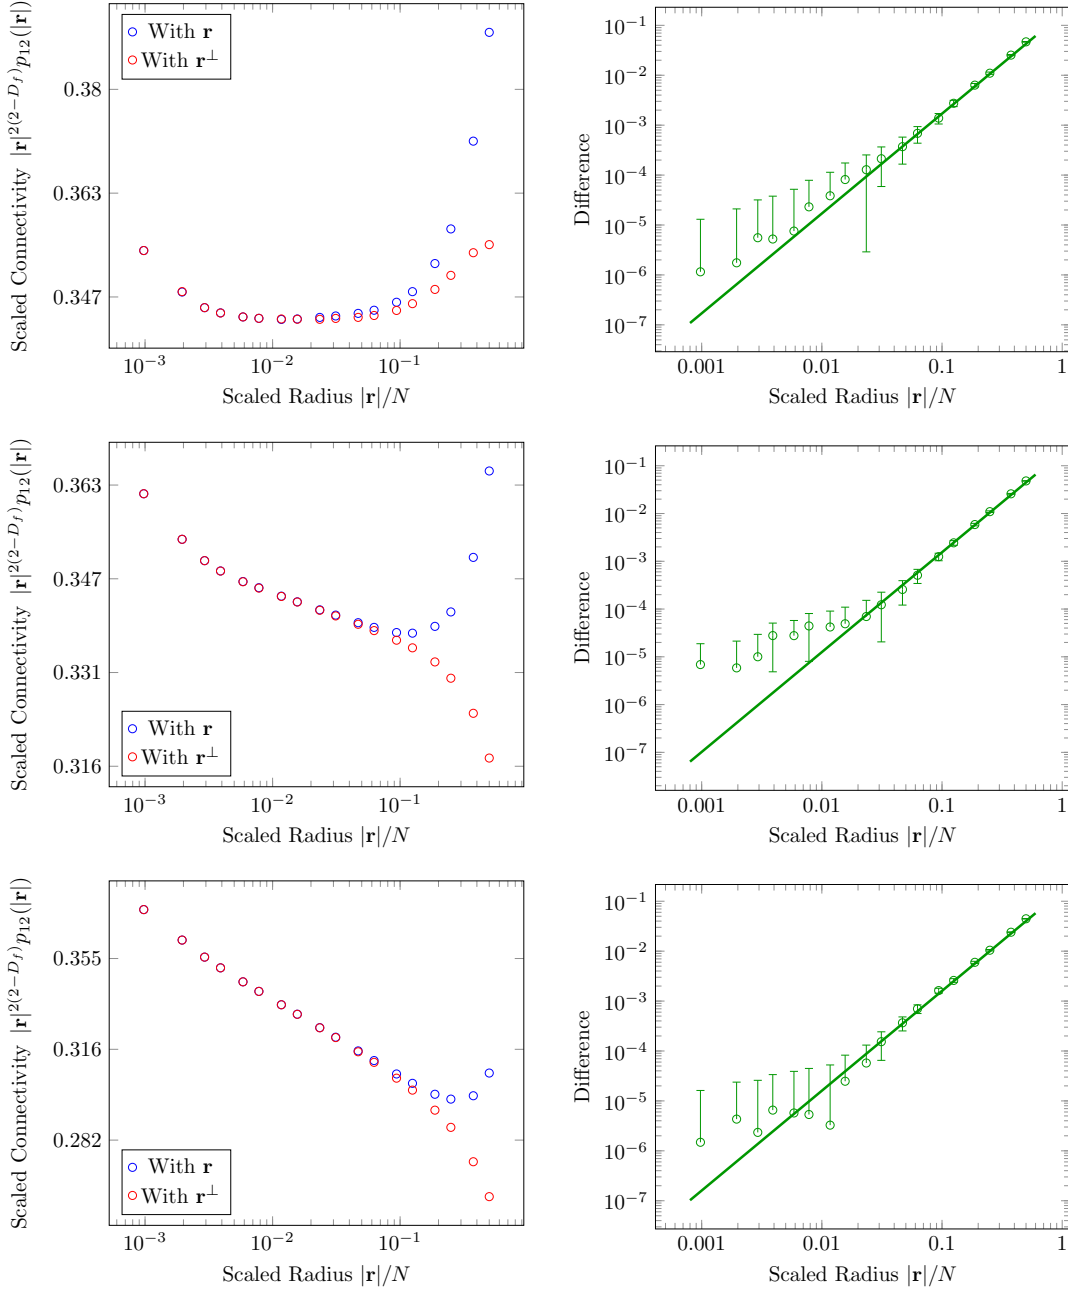 Scaled Connectivity |r|^{2(2−D_f)} p_{12}(|r|)
With r
With r^⊥
0.38
0.363
0.347
10^{−3} 10^{−2} 10^{−1}
Scaled Radius |r|/N
Difference
10^{−1}
10^{−2}
10^{−3}
10^{−4}
10^{−5}
10^{−6}
10^{−7}
0.001 0.01 0.1 1
Scaled Radius |r|/N
Scaled Connectivity |r|^{2(2−D_f)} p_{12}(|r|)
0.363
0.347
0.331
0.316
With r
With r^⊥
10^{−3} 10^{−2} 10^{−1}
Scaled Radius |r|/N
Difference
10^{−1}
10^{−2}
10^{−3}
10^{−4}
10^{−5}
10^{−6}
10^{−7}
0.001 0.01 0.1 1
Scaled Radius |r|/N
Scaled Connectivity |r|^{2(2−D_f)} p_{12}(|r|)
0.355
0.316
0.282
With r
With r^⊥
10^{−3} 10^{−2} 10^{−1}
Scaled Radius |r|/N
Difference
10^{−1}
10^{−2}
10^{−3}
10^{−4}
10^{−5}
10^{−6}
10^{−7}
0.001 0.01 0.1 1
Scaled Radius |r|/N